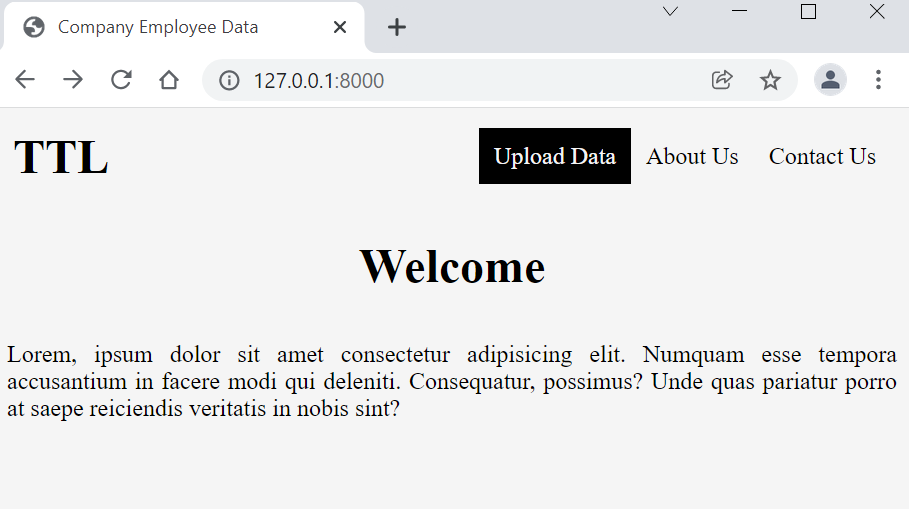 Company Employee Data
127.0.0.1:8000
TTL
Upload Data About Us Contact Us
Welcome
Lorem, ipsum dolor sit amet consectetur adipisicing elit. Numquam esse tempora
accusantium in facere modi qui deleniti. Consequatur, possimus? Unde quas pariatur porro
at saepe reiciendis veritatis in nobis sint?